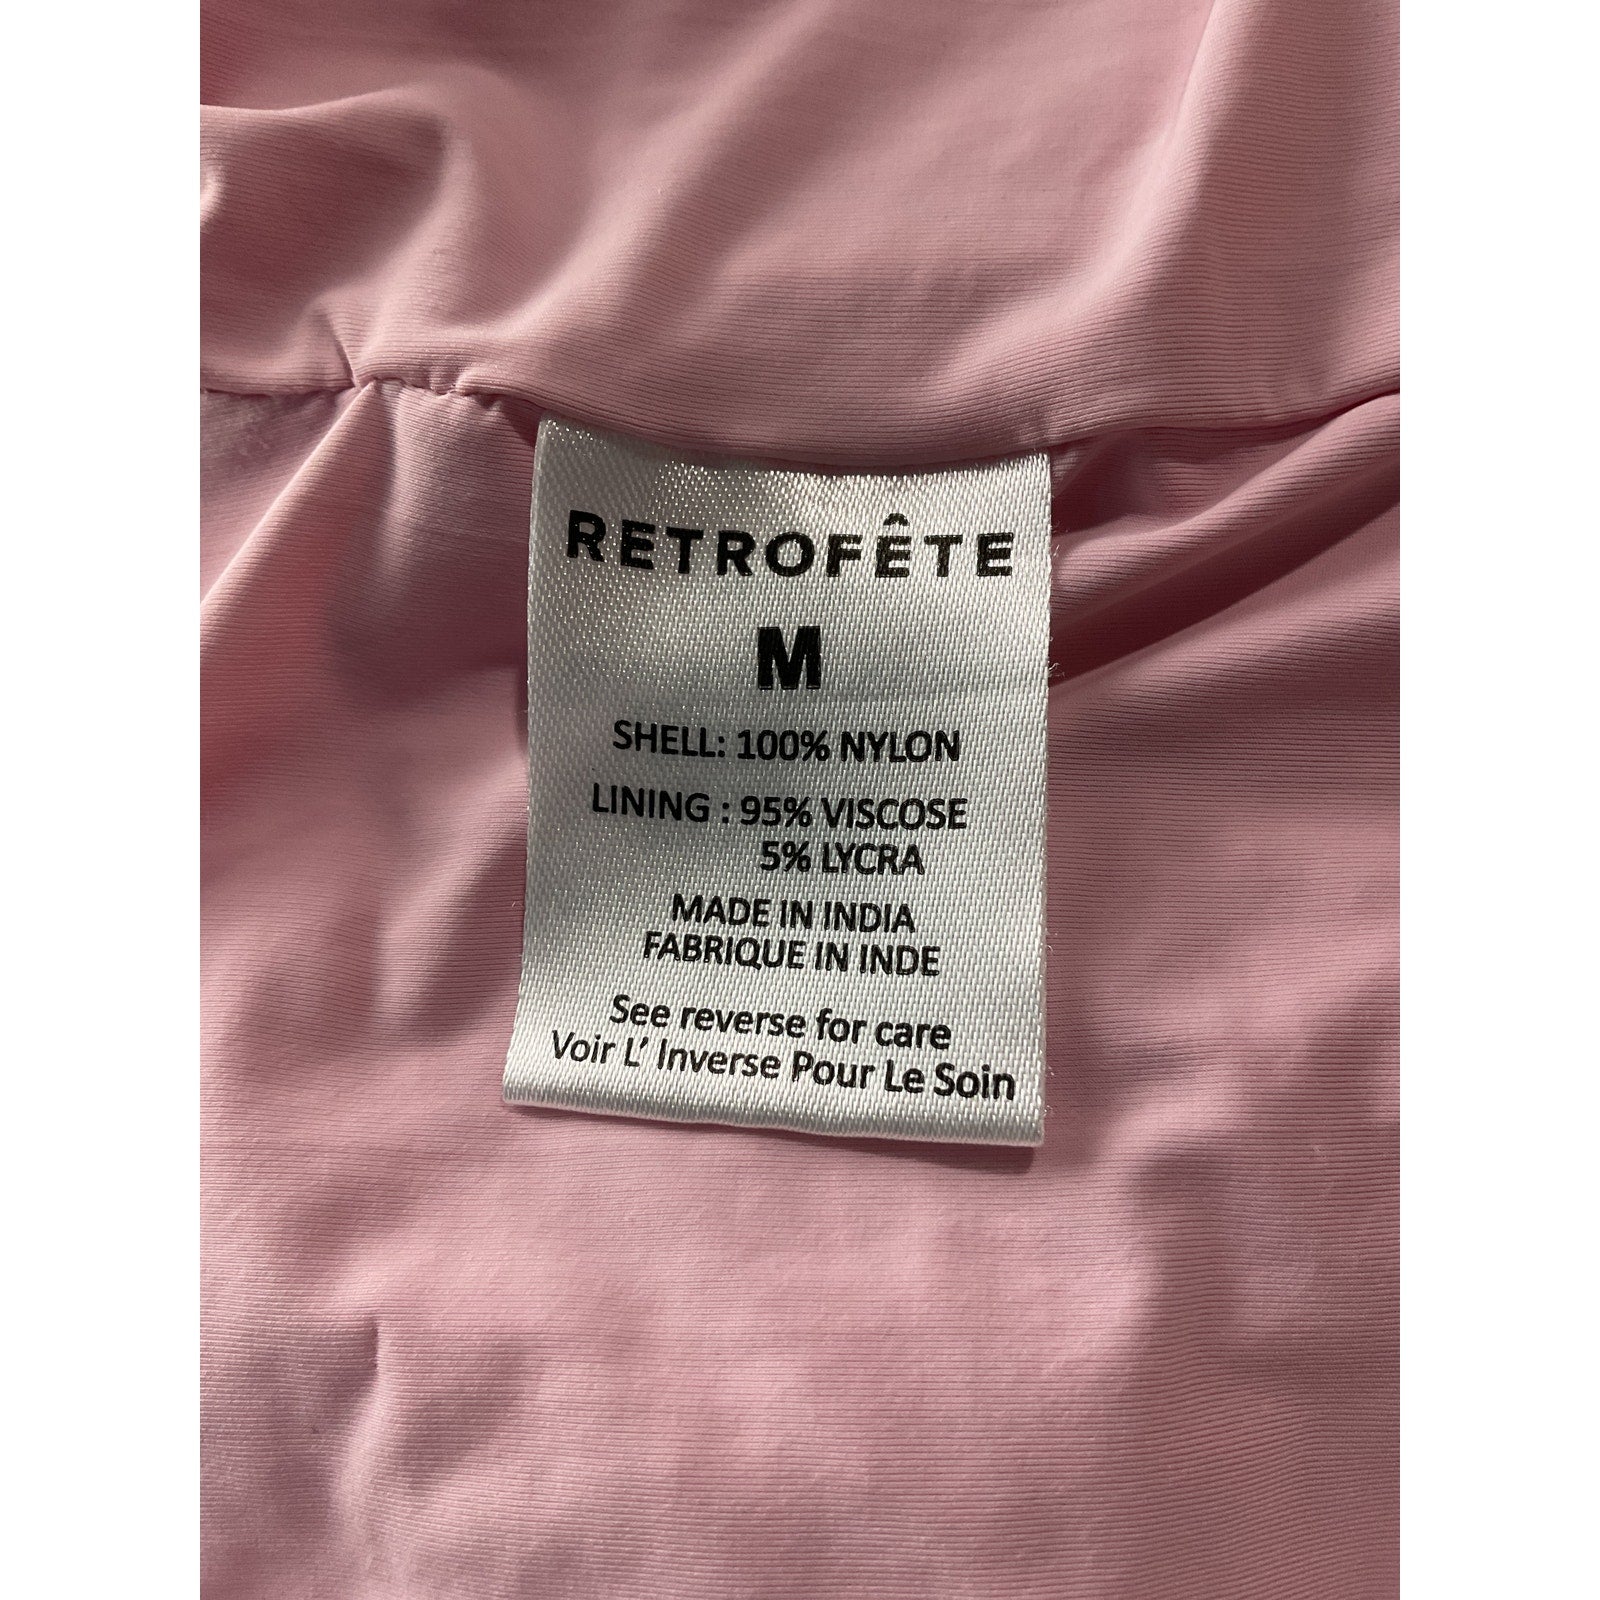 RETROFÊTE
M
SHELL: 100% NYLON
LINING : 95% VISCOSE
5% LYCRA
MADE IN INDIA
FABRIQUE IN INDE
See reverse for care
Voir L' Inverse Pour Le Soin